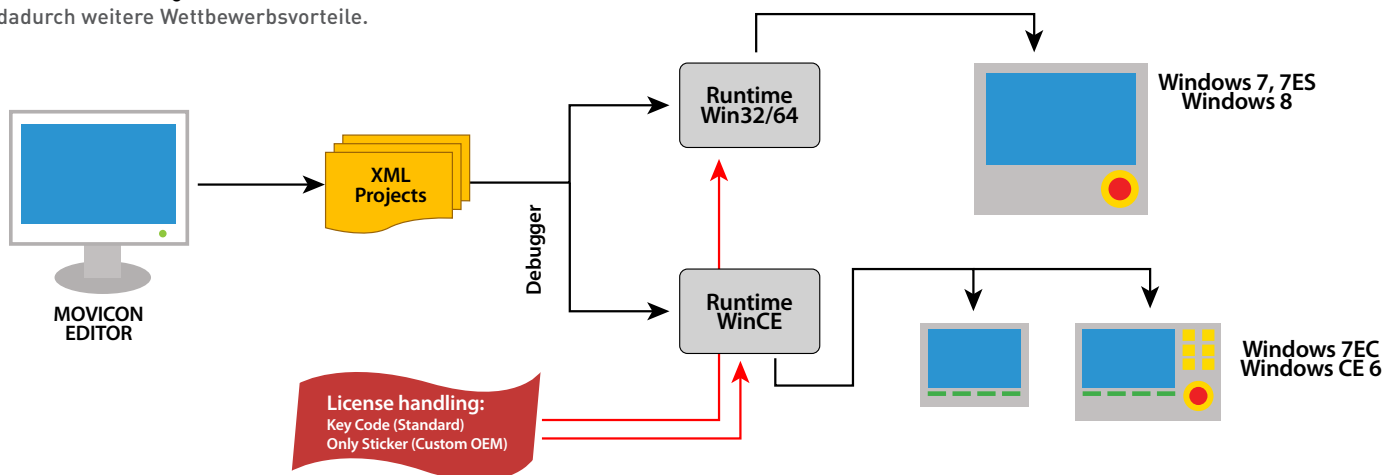 dadurch weitere Wettbewerbsvorteile.
Runtime
Win32/64
Windows 7, 7ES
Windows 8
XML
Projects
Debugger
MOVICON
EDITOR
Runtime
WinCE
Windows 7EC
Windows CE 6
License handling:
Key Code (Standard)
Only Sticker (Custom OEM)